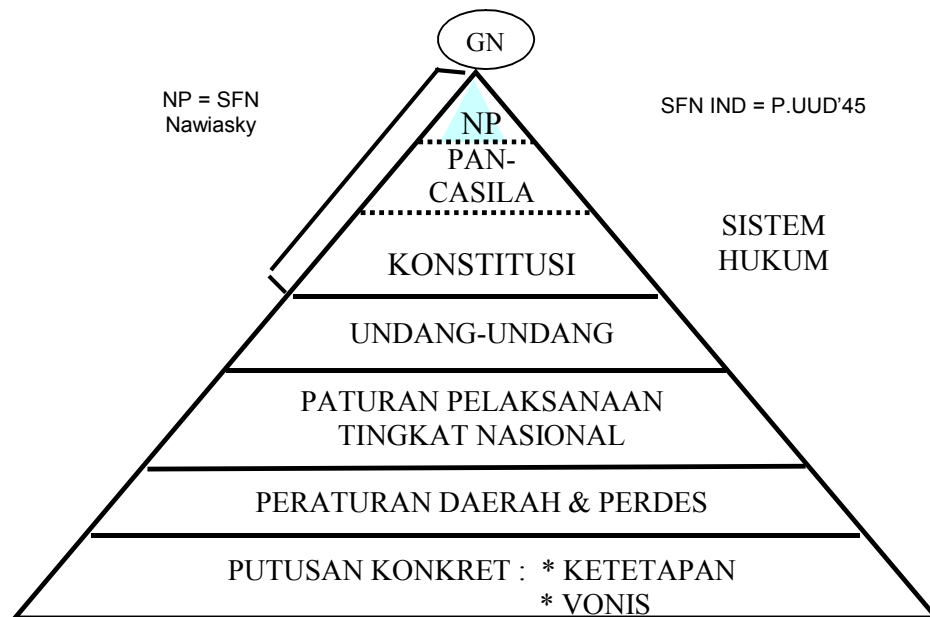 GN
NP = SFN
Nawiasky
SFN IND = P.UUD'45
NP
PAN-
CASILA
SISTEM
HUKUM
KONSTITUSI
UNDANG-UNDANG
PATURAN PELAKSANAAN
TINGKAT NASIONAL
PERATURAN DAERAH & PERDES
PUTUSAN KONKRET : * KETETAPAN
* VONIS